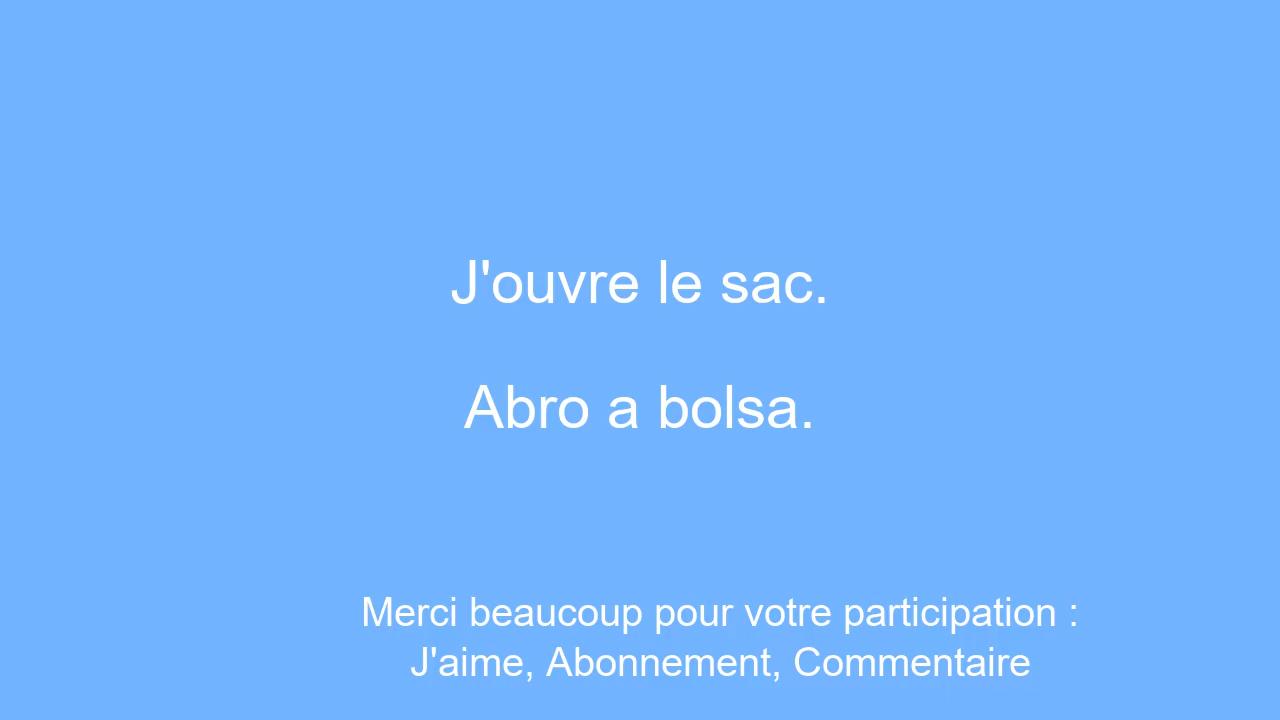 J'ouvre le sac.
Abro a bolsa.
Merci beaucoup pour votre participation :
J'aime, Abonnement, Commentaire